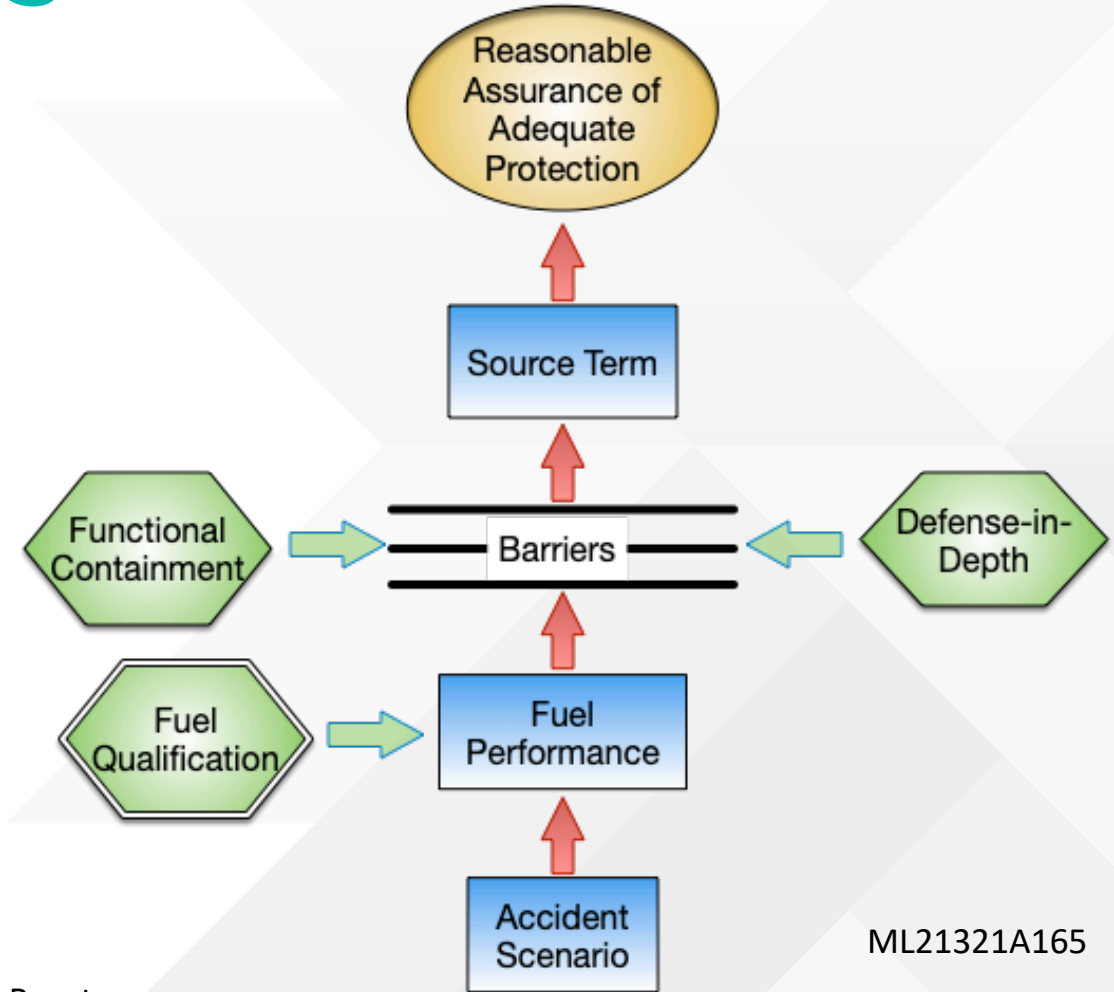 Reasonable
Assurance of
Adequate
Protection
Source Term
Functional
Containment
Barriers
Defense-in-
Depth
Fuel
Qualification
Fuel
Performance
Accident
Scenario
ML21321A165